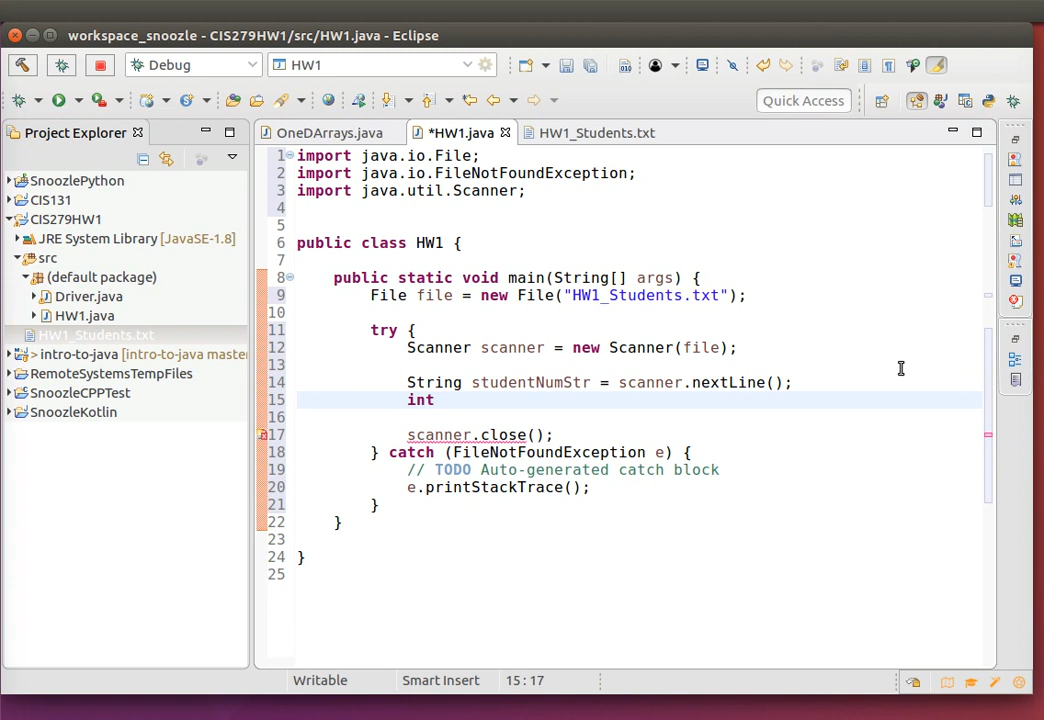 workspace_snoozle - CIS279HW1/src/HW1.java - Eclipse
Debug
HW1
Quick Access
Project Explorer
OneDArrays.java
*HW1.java
HW1_Students.txt
SnoozlePython
CIS131
CIS279HW1
JRE System Library [JavaSE-1.8]
src
(default package)
Driver.java
HW1.java
HW1_Students.txt
> intro-to-java [intro-to-java master
RemoteSystemsTempFiles
SnoozleCPPTest
SnoozleKotlin
1 import java.io.File;
2 import java.io.FileNotFoundException;
3 import java.util.Scanner;
4
5
6 public class HW1 {
7
8 public static void main(String[] args) {
9 File file = new File("HW1_Students.txt");
10
11 try {
12 Scanner scanner = new Scanner(file);
13
14 String studentNumStr = scanner.nextLine();
15 int
16
17 scanner.close();
18 } catch (FileNotFoundException e) {
19 // TODO Auto-generated catch block
20 e.printStackTrace();
21 }
22 }
23
24 }
25
Writable
Smart Insert
15 : 17